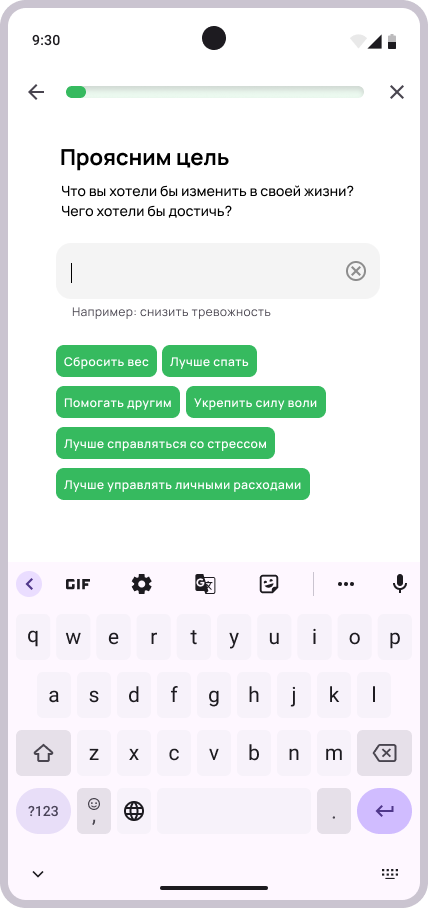 9:30
Проясним цель
Что вы хотели бы изменить в своей жизни?
Чего хотели бы достичь?
Например: снизить тревожность
Сбросить вес Лучше спать
Помогать другим Укрепить силу воли
Лучше справляться со стрессом
Лучше управлять личными расходами
GIF G
q w e r t y u i o p
a s d f g h j k l
z x c v b n m
?123 , .